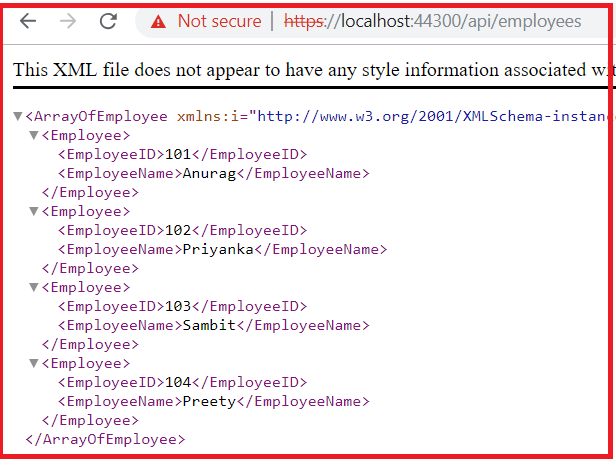 Not secure | https://localhost:44300/api/employees
This XML file does not appear to have any style information associated
<ArrayOfEmployee xmlns:i="http://www.w3.org/2001/XMLSchema-instan
<Employee>
<EmployeeID>101</EmployeeID>
<EmployeeName>Anurag</EmployeeName>
</Employee>
<Employee>
<EmployeeID>102</EmployeeID>
<EmployeeName>Priyanka</EmployeeName>
</Employee>
<Employee>
<EmployeeID>103</EmployeeID>
<EmployeeName>Sambit</EmployeeName>
</Employee>
<Employee>
<EmployeeID>104</EmployeeID>
<EmployeeName>Preety</EmployeeName>
</Employee>
</ArrayOfEmployee>